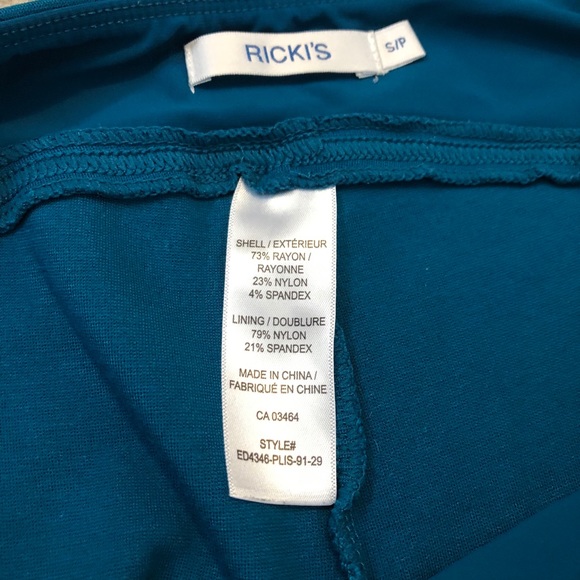 RICKI'S
S/P
SHELL / EXTÉRIEUR
73% RAYON /
RAYONNE
23% NYLON
4% SPANDEX
LINING / DOUBLURE
79% NYLON
21% SPANDEX
MADE IN CHINA /
FABRIQUÉ EN CHINE
CA 03464
STYLE#
ED4346-PLIS-91-29